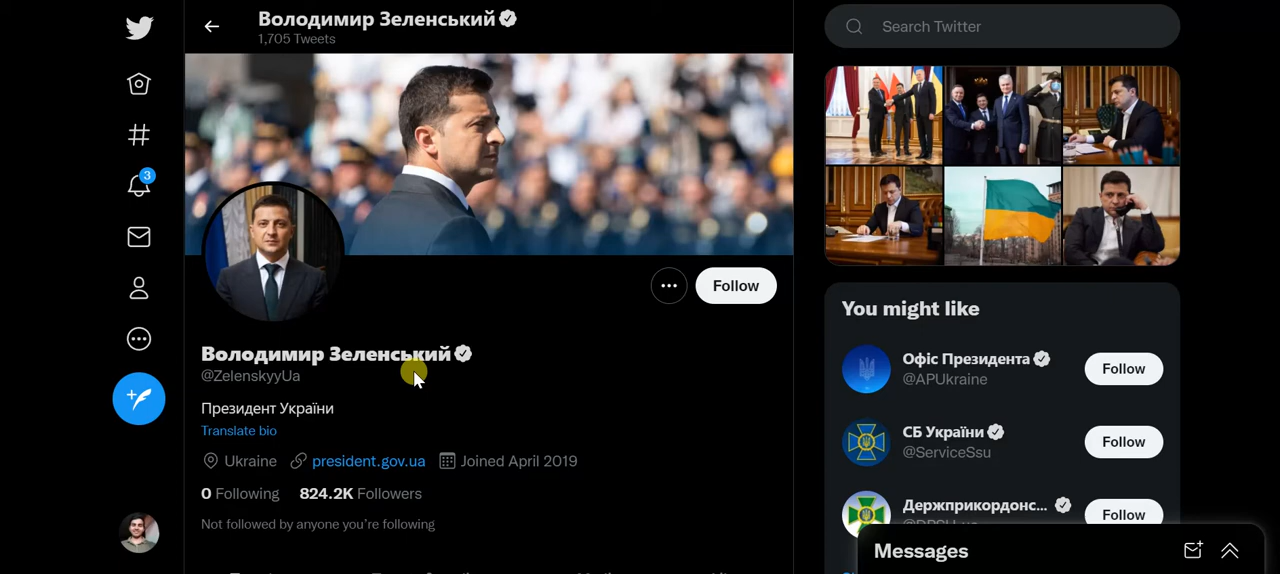 Володимир Зеленський
1,705 Tweets
Search Twitter
3
Follow
Володимир Зеленський
@ZelenskyyUa
Президент України
Translate bio
Ukraine president.gov.ua Joined April 2019
0 Following 824.2K Followers
Not followed by anyone you're following
You might like
Офіс Президента
@APUkraine
Follow
СБ України
@ServiceSsu
Follow
Держприкордонс...
Follow
Messages